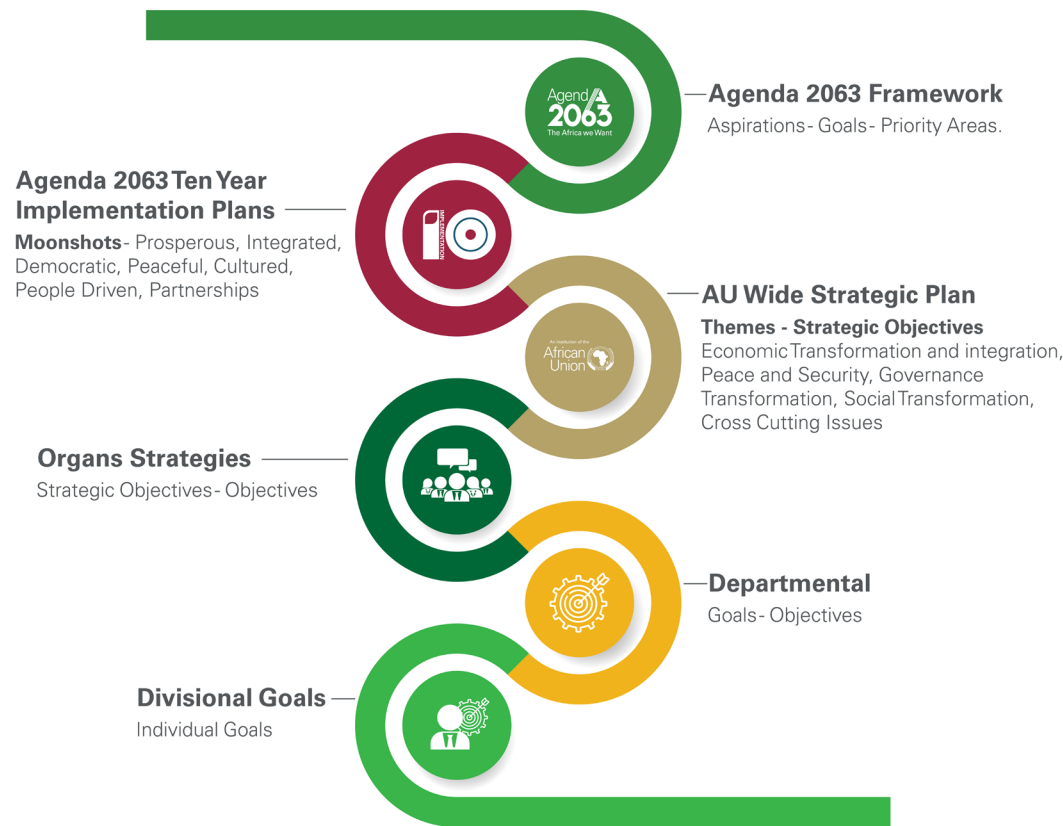 Agenda
2063
The Africa we Want
Agenda 2063 Framework
Aspirations - Goals - Priority Areas.
Agenda 2063 Ten Year
Implementation Plans
Moonshots - Prosperous, Integrated,
Democratic, Peaceful, Cultured,
People Driven, Partnerships
10
IMPLEMENTATION
AU Wide Strategic Plan
Themes - Strategic Objectives
Economic Transformation and integration,
Peace and Security, Governance
Transformation, Social Transformation,
Cross Cutting Issues
An Institution of the
African
Union
Organs Strategies
Strategic Objectives - Objectives
Departmental
Goals - Objectives
Divisional Goals
Individual Goals